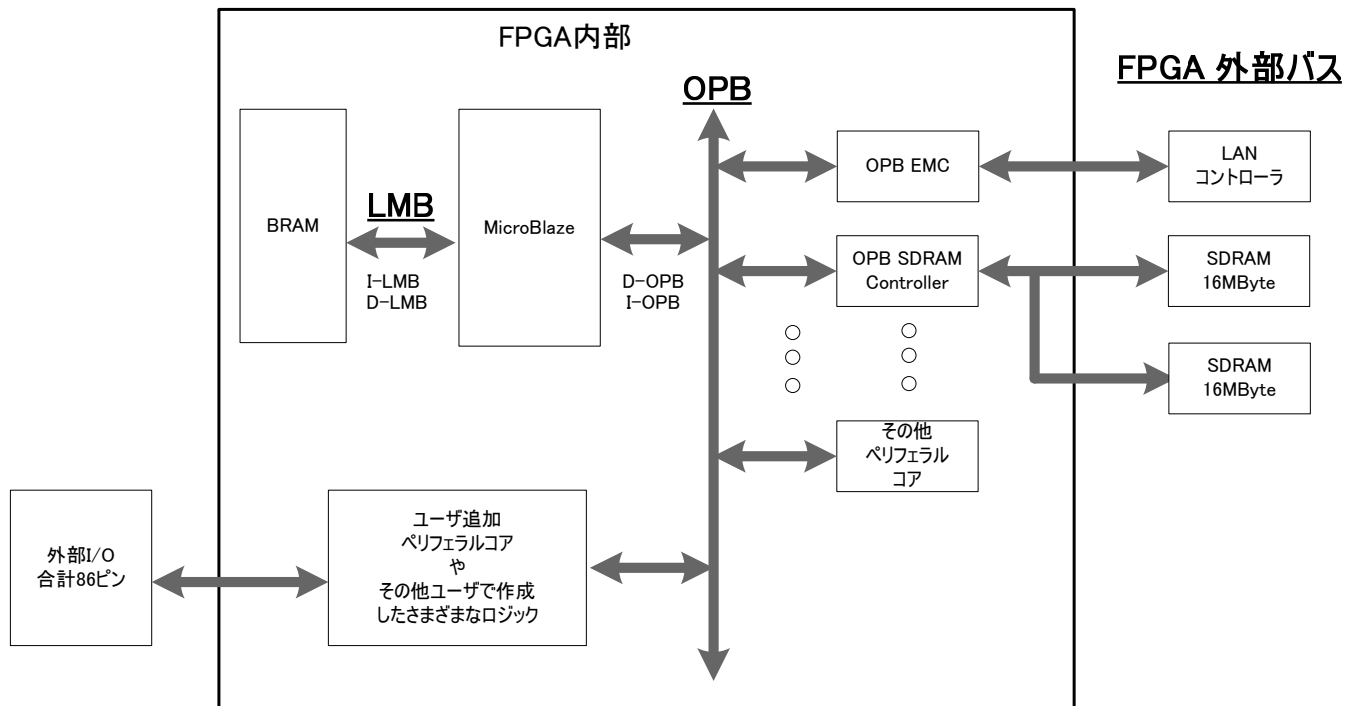 FPGA内部
FPGA 外部バス
OPB
BRAM
LMB
I-LMB
D-LMB
MicroBlaze
D-OPB
I-OPB
OPB EMC
LAN
コントローラ
OPB SDRAM
Controller
SDRAM
16MByte
SDRAM
16MByte
その他
ペリフェラル
コア
外部I/O
合計86ピン
ユーザ追加
ペリフェラルコア
や
その他ユーザで作成
したさまざまなロジック